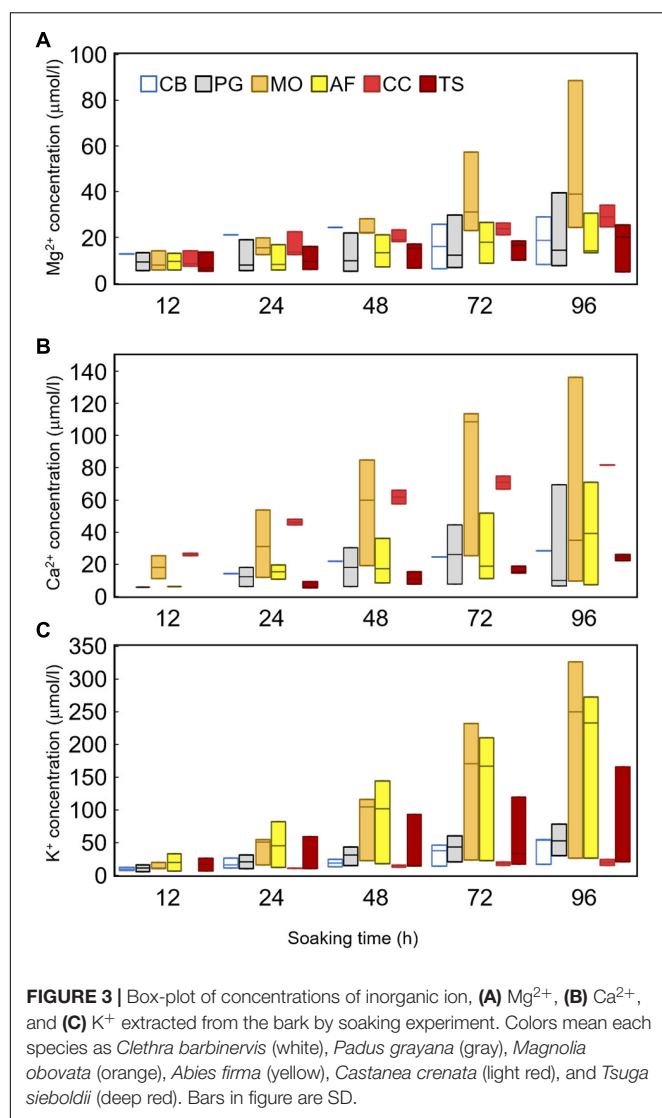 A
Mg²⁺ concentration (μmol/l)
100
80
60
40
20
0
CB PG MO AF CC TS
12 24 48 72 96
B
Ca²⁺ concentration (μmol/l)
140
120
100
80
60
40
20
0
12 24 48 72 96
C
K⁺ concentration (μmol/l)
350
300
250
200
150
100
50
0
12 24 48 72 96
Soaking time (h)
FIGURE 3 | Box-plot of concentrations of inorganic ion, (A) Mg²⁺, (B) Ca²⁺,
and (C) K⁺ extracted from the bark by soaking experiment. Colors mean each
species as Clethra barbinervis (white), Padus grayana (gray), Magnolia
obovata (orange), Abies firma (yellow), Castanea crenata (light red), and Tsuga
sieboldii (deep red). Bars in figure are SD.